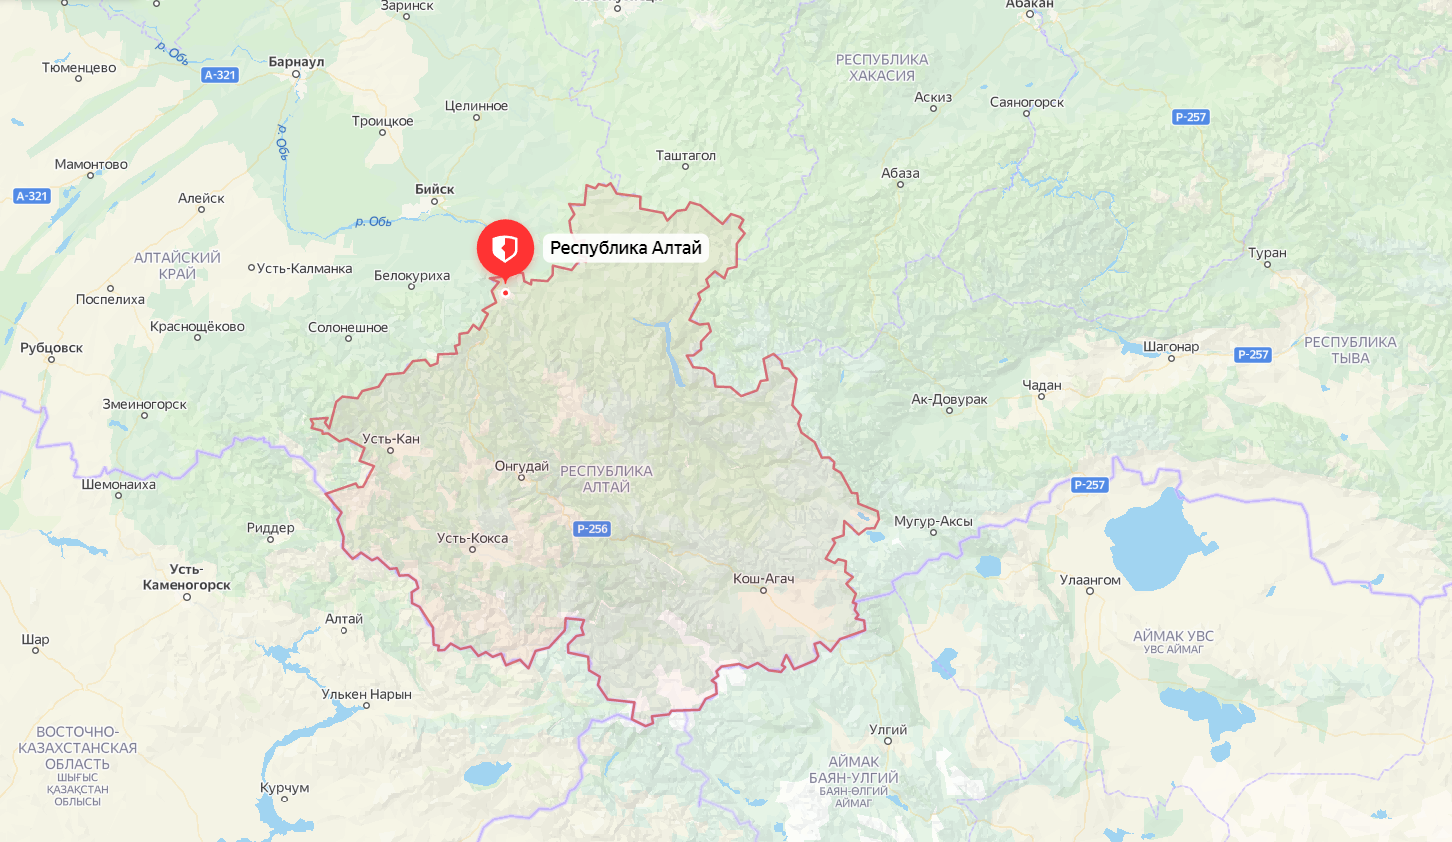 Заринск
Абакан
р. Обь
Барнаул
РЕСПУБЛИКА
ХАКАСИЯ
Тюменцево
А-321
Целинное
Аскиз
Саяногорск
Троицкое
Р-257
р. Обь
Таштагол
Мамонтово
Абаза
А-321
Алейск
Бийск
р. Обь
Республика Алтай
АЛТАЙСКИЙ
КРАЙ
Туран
Усть-Калманка
Белокуриха
Поспелиха
Краснощёково
Солонешное
Рубцовск
Шагонар
Р-257
РЕСПУБЛИКА
ТЫВА
Чадан
Ак-Довурак
Змеиногорск
Усть-Кан
Онгудай
РЕСПУБЛИКА
АЛТАЙ
Шемонаиха
Р-257
Риддер
Р-256
Мугур-Аксы
Усть-Кокса
Усть-
Каменогорск
Кош-Агач
Улаангом
Алтай
Шар
АЙМАК УВС
УВС АЙМАГ
Улькен Нарын
Улгий
ВОСТОЧНО-
КАЗАХСТАНСКАЯ
ОБЛАСТЬ
ШЫҒЫС
ҚАЗАҚСТАН
ОБЛЫСЫ
АЙМАК
БАЯН-УЛГИЙ
БАЯН-ӨЛГИЙ
АЙМАГ
Курчум